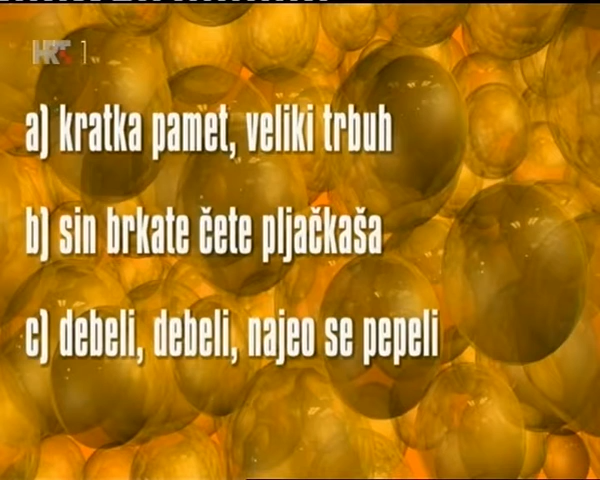 HRT 1
a) kratka pamet, veliki trbuh
b) sin brkate čete pljačkaša
c) debeli, debeli, najeo se pepeli